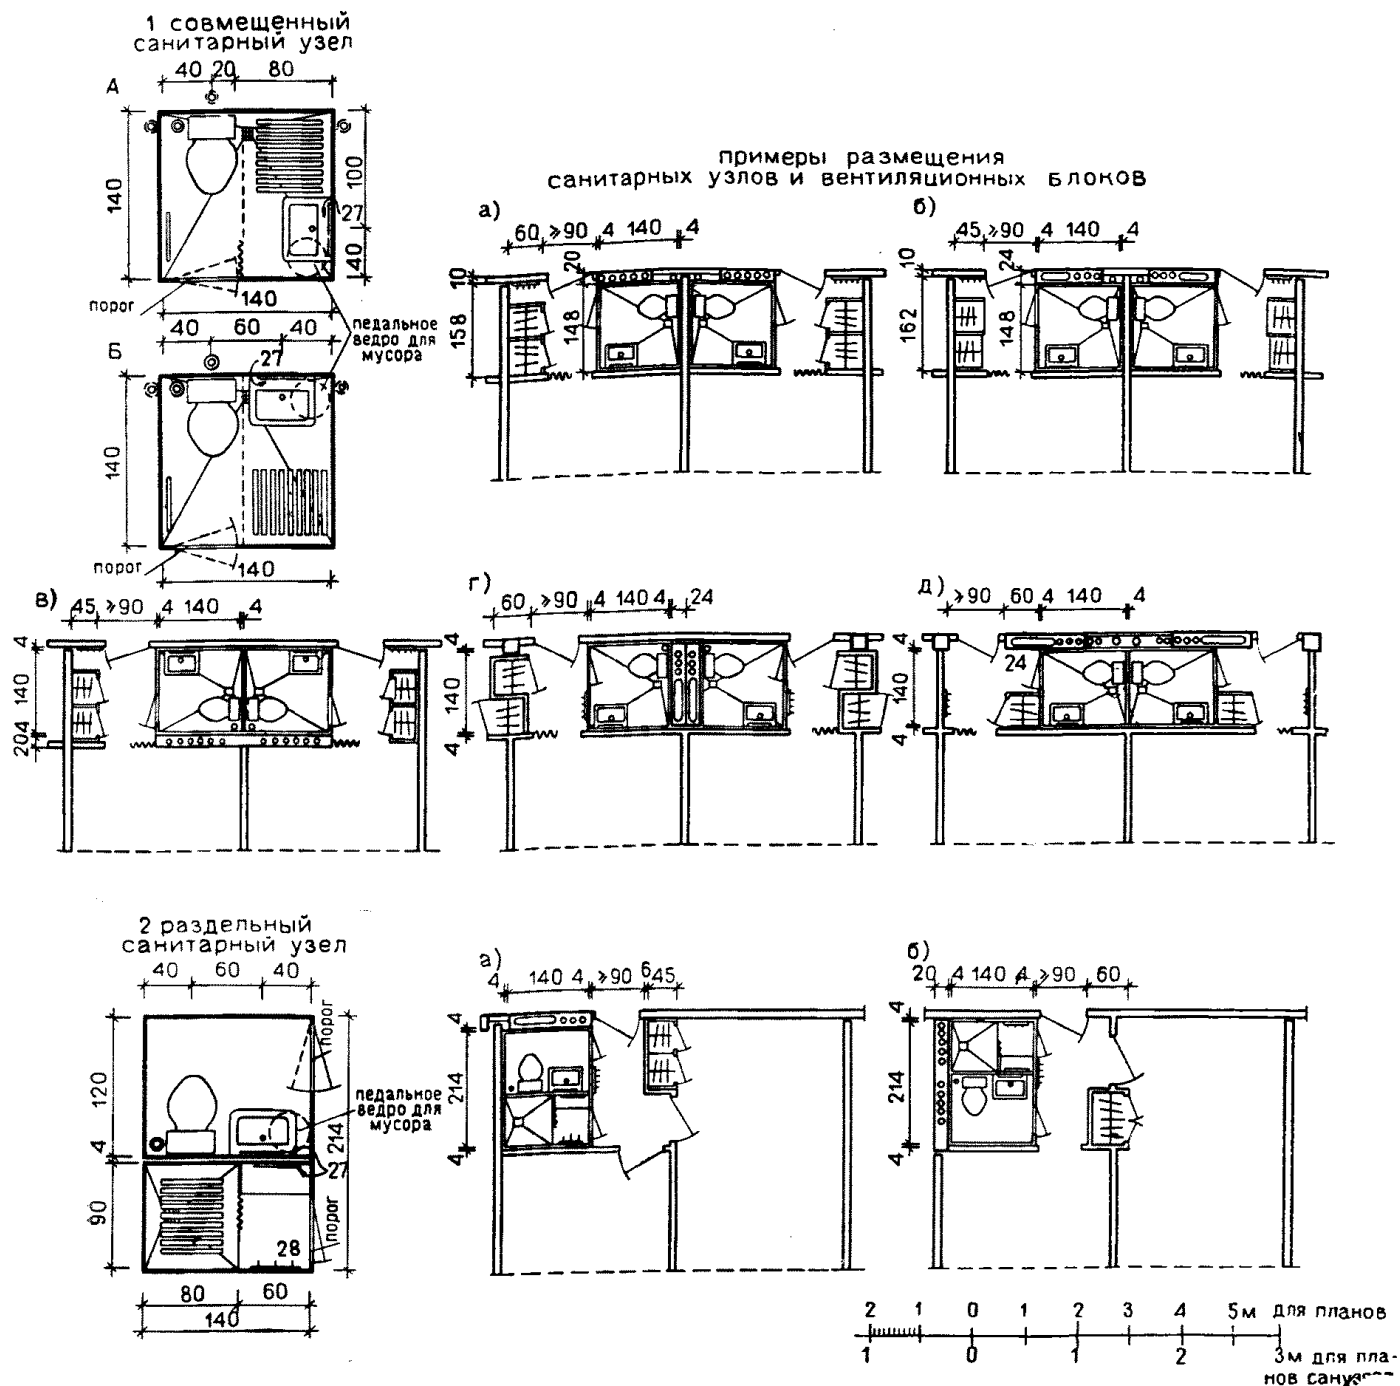 1 совмещенный
санитарный узел
40 20 80
А
140
100
27
40
порог
140
40 60 40
педальное
ведро для
мусора
Б
27
140
порог
140
примеры размещения
санитарных узлов и вентиляционных блоков
а)
60 ≥90 4 140 4
10
20
158
148
б)
45 ≥90 4 140 4
10
24
162
148
в)
45 ≥90 4 140 4
4
140
204
г)
60 ≥90 4 140 4 24
4
140
4
д)
≥90 60 4 140 4
4
24
140
4
2 раздельный
санитарный узел
40 60 40
порог
120
педальное
ведро для
мусора
4
214
27
90
порог
28
80 60
140
а)
4 140 4 ≥90 6 45
4
214
4
б)
20 4 140 4 ≥90 60
4
214
4
2 1 0 1 2 3 4 5м для планов
1 0 1 2 3м для пла-
нов